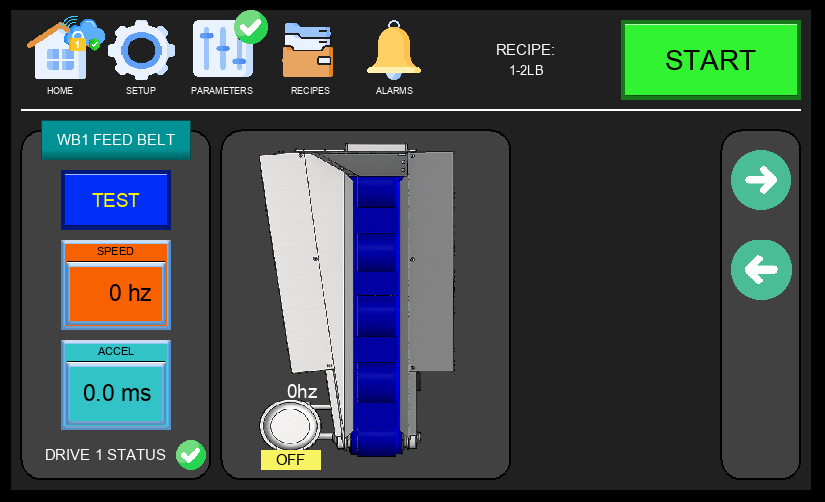 HOME
SETUP
PARAMETERS
RECIPES
ALARMS
RECIPE:
1-2LB
START
WB1 FEED BELT
TEST
SPEED
0 hz
ACCEL
0.0 ms
DRIVE 1 STATUS
0hz
OFF